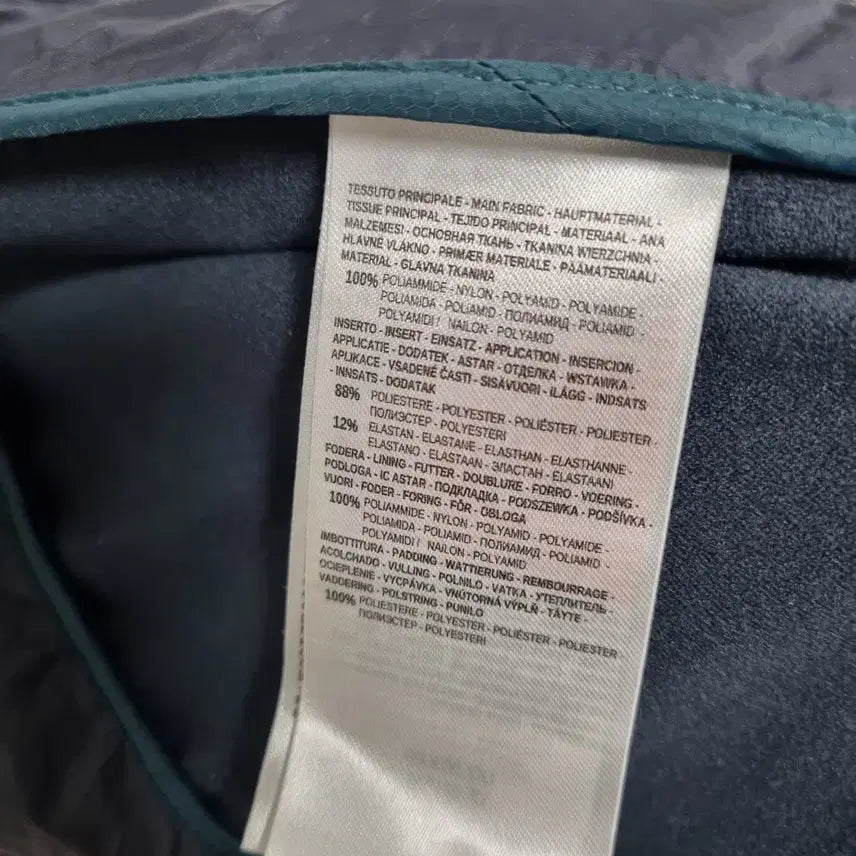 TESSUTO PRINCIPALE - MAIN FABRIC - HAUPTMATERIAL -
TISSUE PRINCIPAL - TEJIDO PRINCIPAL - MATERIAAL - ANA
MALZEMESI - ОСНОВНАЯ ТКАНЬ - TKANINA WIERZCHNIA -
HLAVNÉ VLÁKNO - PRIMÆR MATERIALE - PÄÄMATERIAALI -
MATERIAL - GLAVNA TKANINA
100% POLIAMMIDE - NYLON - POLYAMID - POLYAMIDE -
POLIAMIDA - POLIAMID - ПОЛИАМИД - POLIAMID -
POLYAMIDI / NAILON - POLYAMID
INSERTO - INSERT - EINSATZ - APPLICATION - INSERCION -
APPLICATIE - DODATEK - ASTAR - ОТДЕЛКА - WSTAWKA -
APLIKACE - VSADENÉ ČASTI - SISÄVUORI - ILÄGG - INDSATS
- INNSATS - DODATAK
88% POLIESTERE - POLYESTER - POLIÉSTER - POLIESTER -
ПОЛИЭСТЕР - POLYESTERI
12% ELASTAN - ELASTANE - ELASTHAN - ELASTHANNE -
ELASTANO - ELASTAAN - ЭЛАСТАН - ELASTAANI
FODERA - LINING - FUTTER - DOUBLURE - FORRO - VOERING -
PODLOGA - IC ASTAR - ПОДКЛАДКА - PODSZEWKA - PODŠÍVKA -
VUORI - FODER - FORING - FÔR - OBLOGA
100% POLIAMMIDE - NYLON - POLYAMID - POLYAMIDE -
POLIAMIDA - POLIAMID - ПОЛИАМИД - POLIAMID -
POLYAMIDI / NAILON - POLYAMID
IMBOTTITURA - PADDING - WATTIERUNG - REMBOURRAGE -
ACOLCHADO - VULLING - POLNILO - VATKA - УТЕПЛИТЕЛЬ -
OCIEPLENIE - VYCPÁVKA - VNÚTORNÁ VÝPLŇ - TÄYTE -
VADDERING - POLSTRING - PUNILO
100% POLIESTERE - POLYESTER - POLIÉSTER - POLIESTER -
ПОЛИЭСТЕР - POLYESTERI